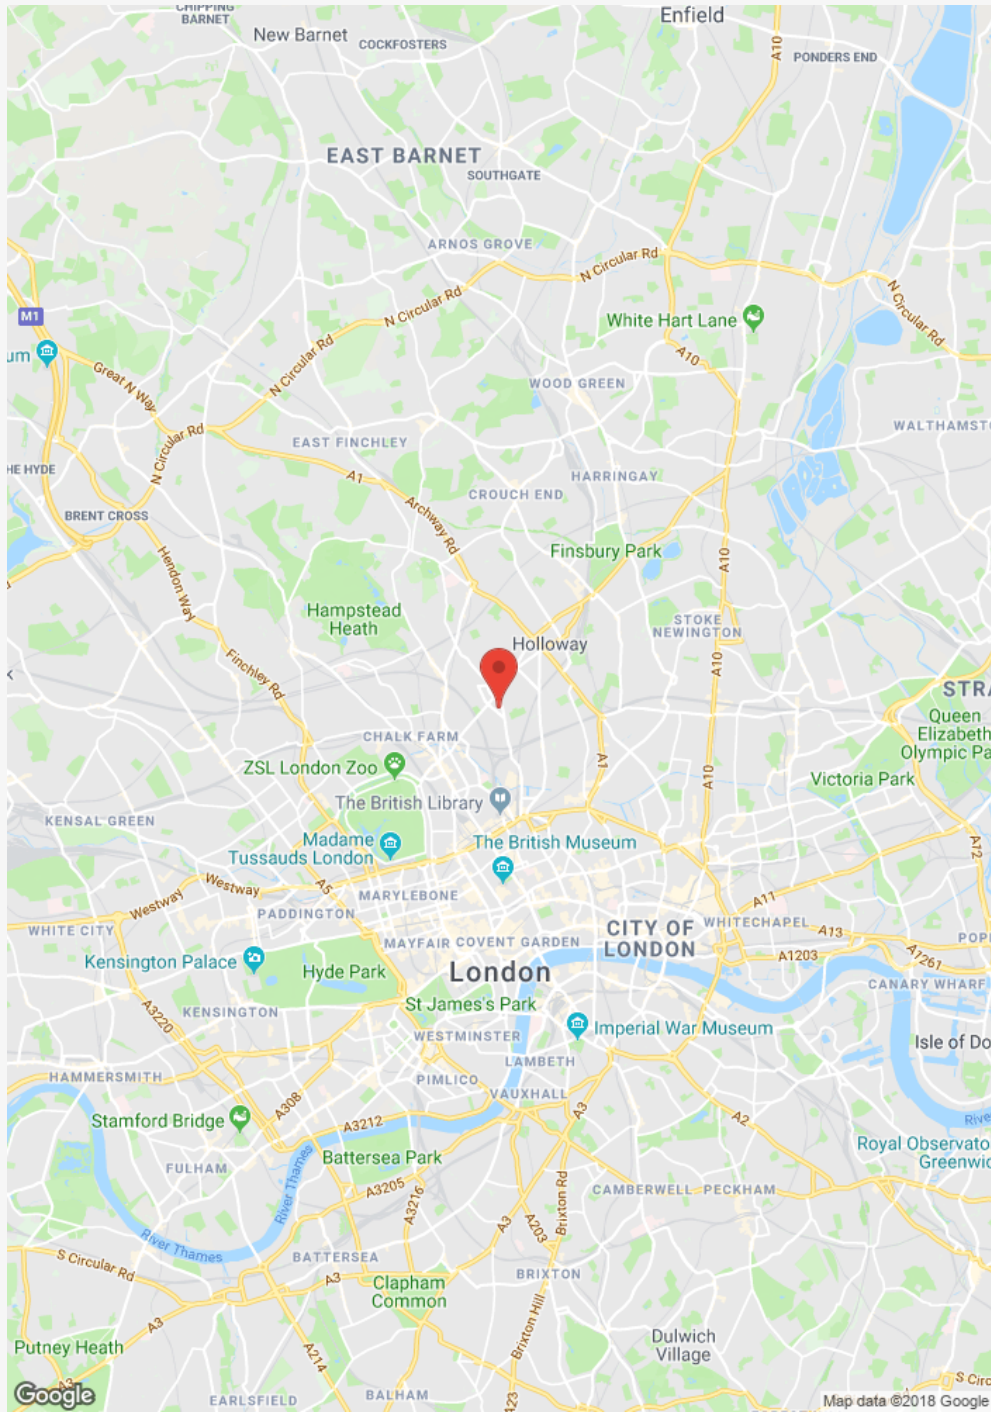 CHIPPING
BARNET
Enfield
New Barnet
COCKFOSTERS
A10
PONDERS END
EAST BARNET
SOUTHGATE
ARNOS GROVE
N Circular Rd
N Circular Rd
N Circular Rd
M1
White Hart Lane
N Circular Rd
um
A10
Great N Way
WOOD GREEN
N Circular Rd
EAST FINCHLEY
WALTHAMSTO
HE HYDE
A1
HARRINGAY
CROUCH END
BRENT CROSS
Archway Rd
Finsbury Park
A10
Hendon Way
Hampstead
Heath
STOKE
NEWINGTON
Holloway
Finchley Rd
A10
STRA
Queen
Elizabeth
Olympic Pa
CHALK FARM
A1
ZSL London Zoo
A10
Victoria Park
The British Library
KENSAL GREEN
Madame
Tussauds London
The British Museum
A12
A5
Westway
Westway
MARYLEBONE
A11
PADDINGTON
CITY OF
LONDON
WHITECHAPEL
WHITE CITY
A13
MAYFAIR
COVENT GARDEN
POPL
A1203
A1261
Kensington Palace
Hyde Park
London
CANARY WHARF
St James's Park
A3220
KENSINGTON
Imperial War Museum
WESTMINSTER
Isle of Do
LAMBETH
HAMMERSMITH
PIMLICO
VAUXHALL
A308
A3
A2
Stamford Bridge
A3212
River
Royal Observato
Greenwic
Battersea Park
FULHAM
A3205
River Thames
A3216
Brixton Rd
CAMBERWELL
PECKHAM
A3
A203
River Thames
S Circular Rd
BATTERSEA
A3
BRIXTON
Clapham
Common
A3
Brixton Hill
Dulwich
Village
Putney Heath
A214
A3
S Circ
Google
EARLSFIELD
BALHAM
A23
Map data ©2018 Google